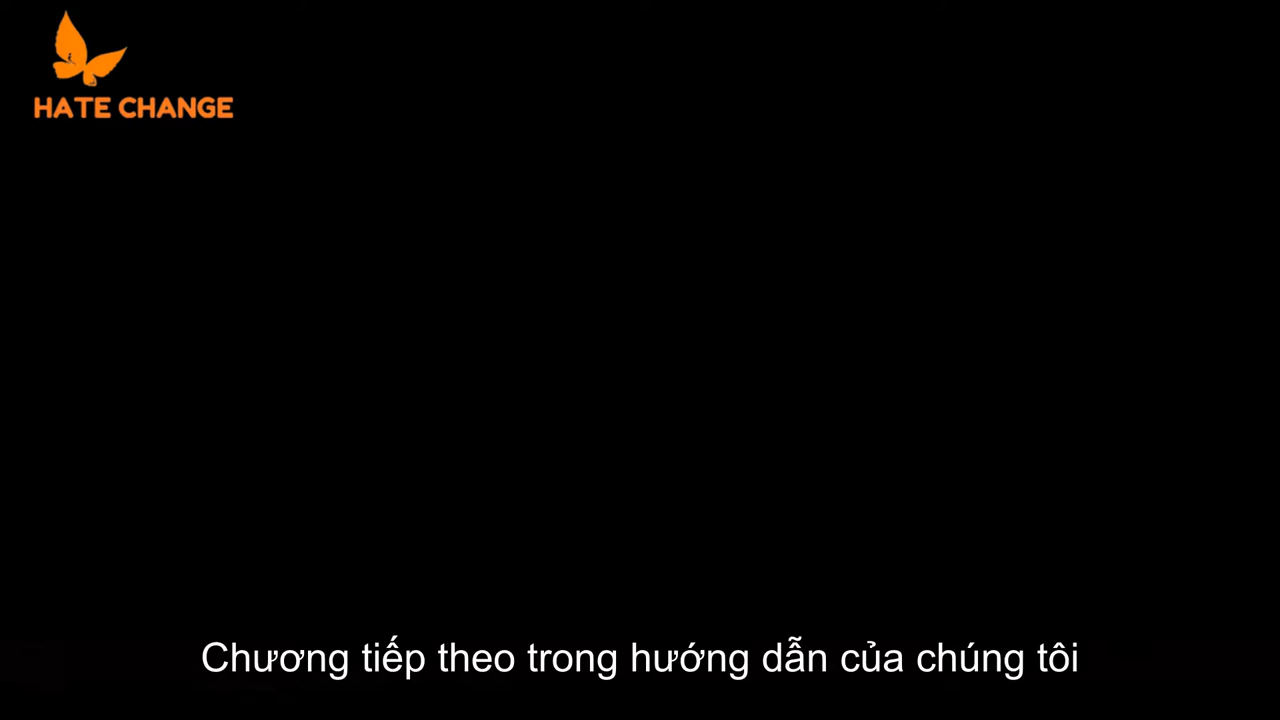 HATE CHANGE
Chương tiếp theo trong hướng dẫn của chúng tôi